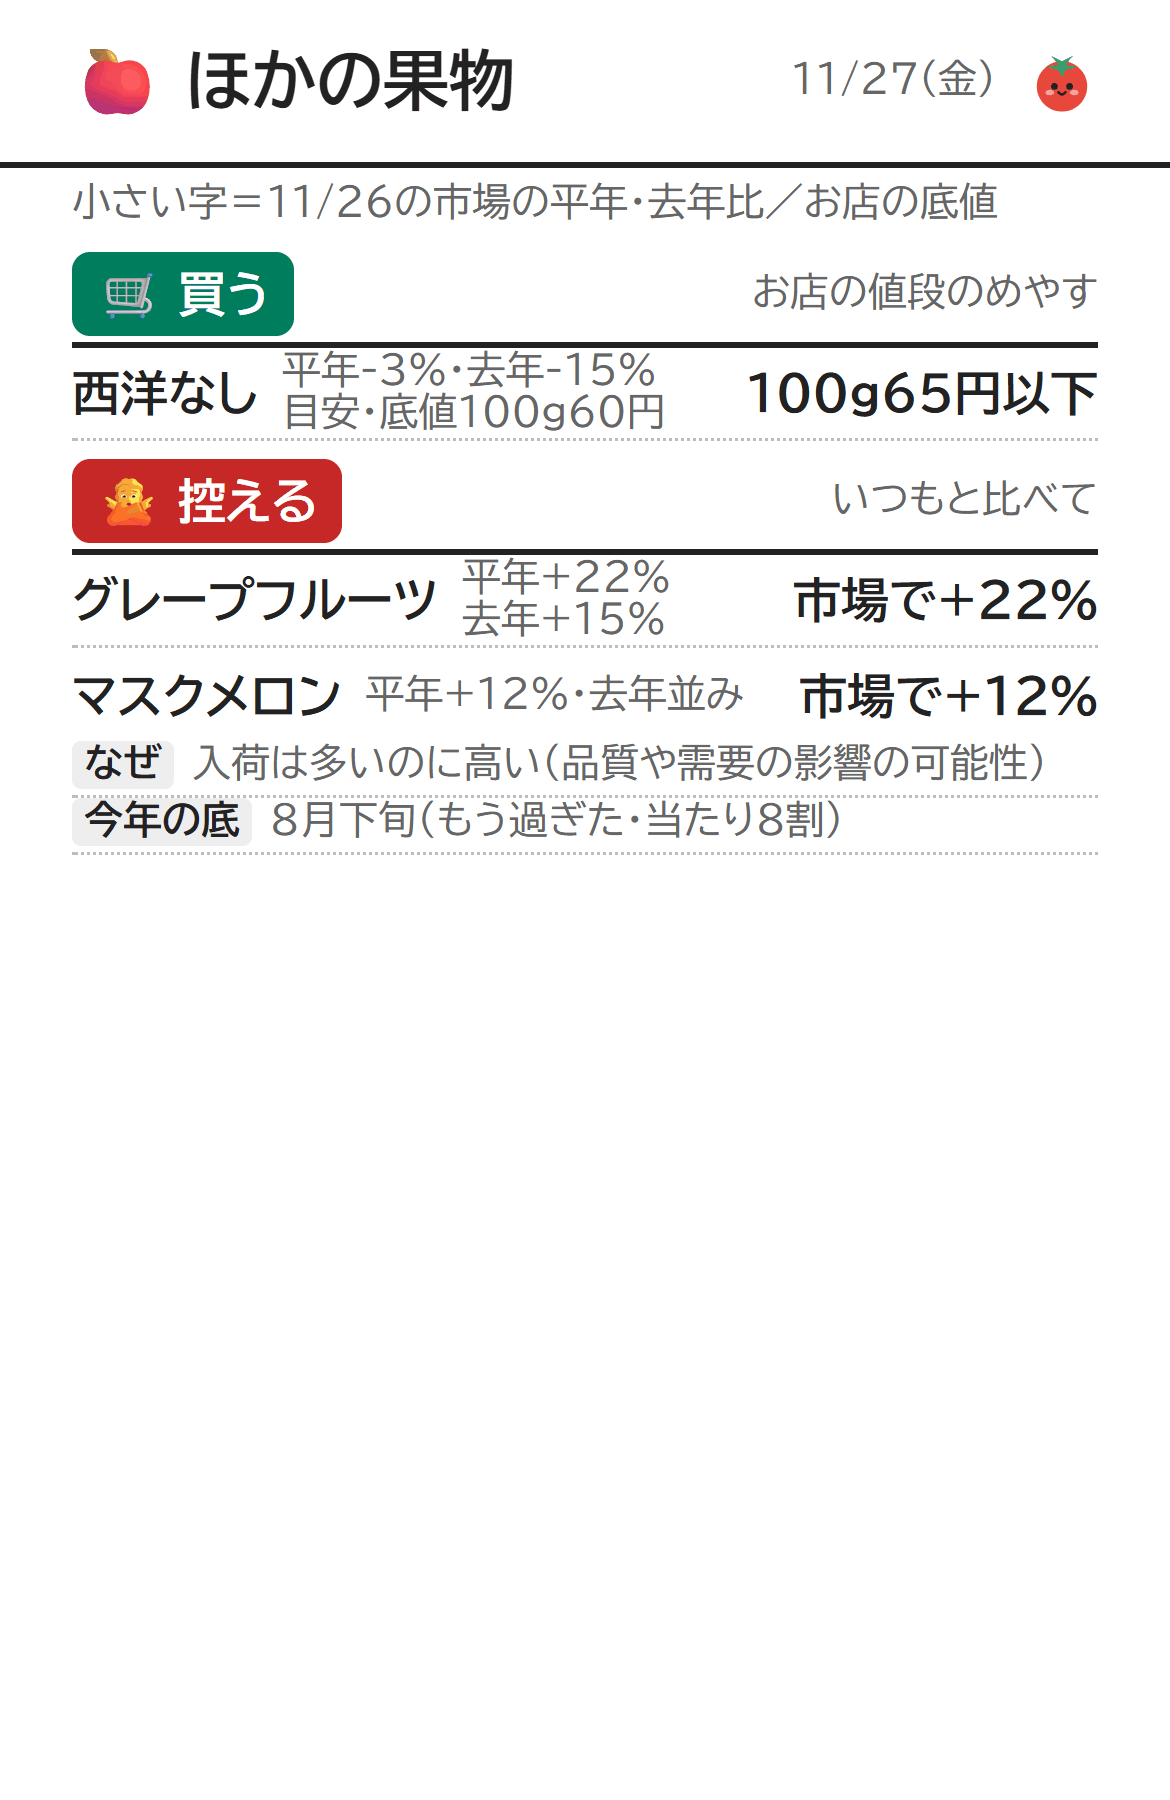 ほかの果物
11/27(金)
小さい字＝11/26の市場の平年・去年比／お店の底値
買う
お店の値段のめやす
西洋なし
平年-3%・去年-15%
目安・底値100g60円
100g65円以下
控える
いつもと比べて
グレープフルーツ
平年+22%
去年+15%
市場で+22%
マスクメロン
平年+12%・去年並み
市場で+12%
なぜ 入荷は多いのに高い(品質や需要の影響の可能性)
今年の底 8月下旬(もう過ぎた・当たり8割)